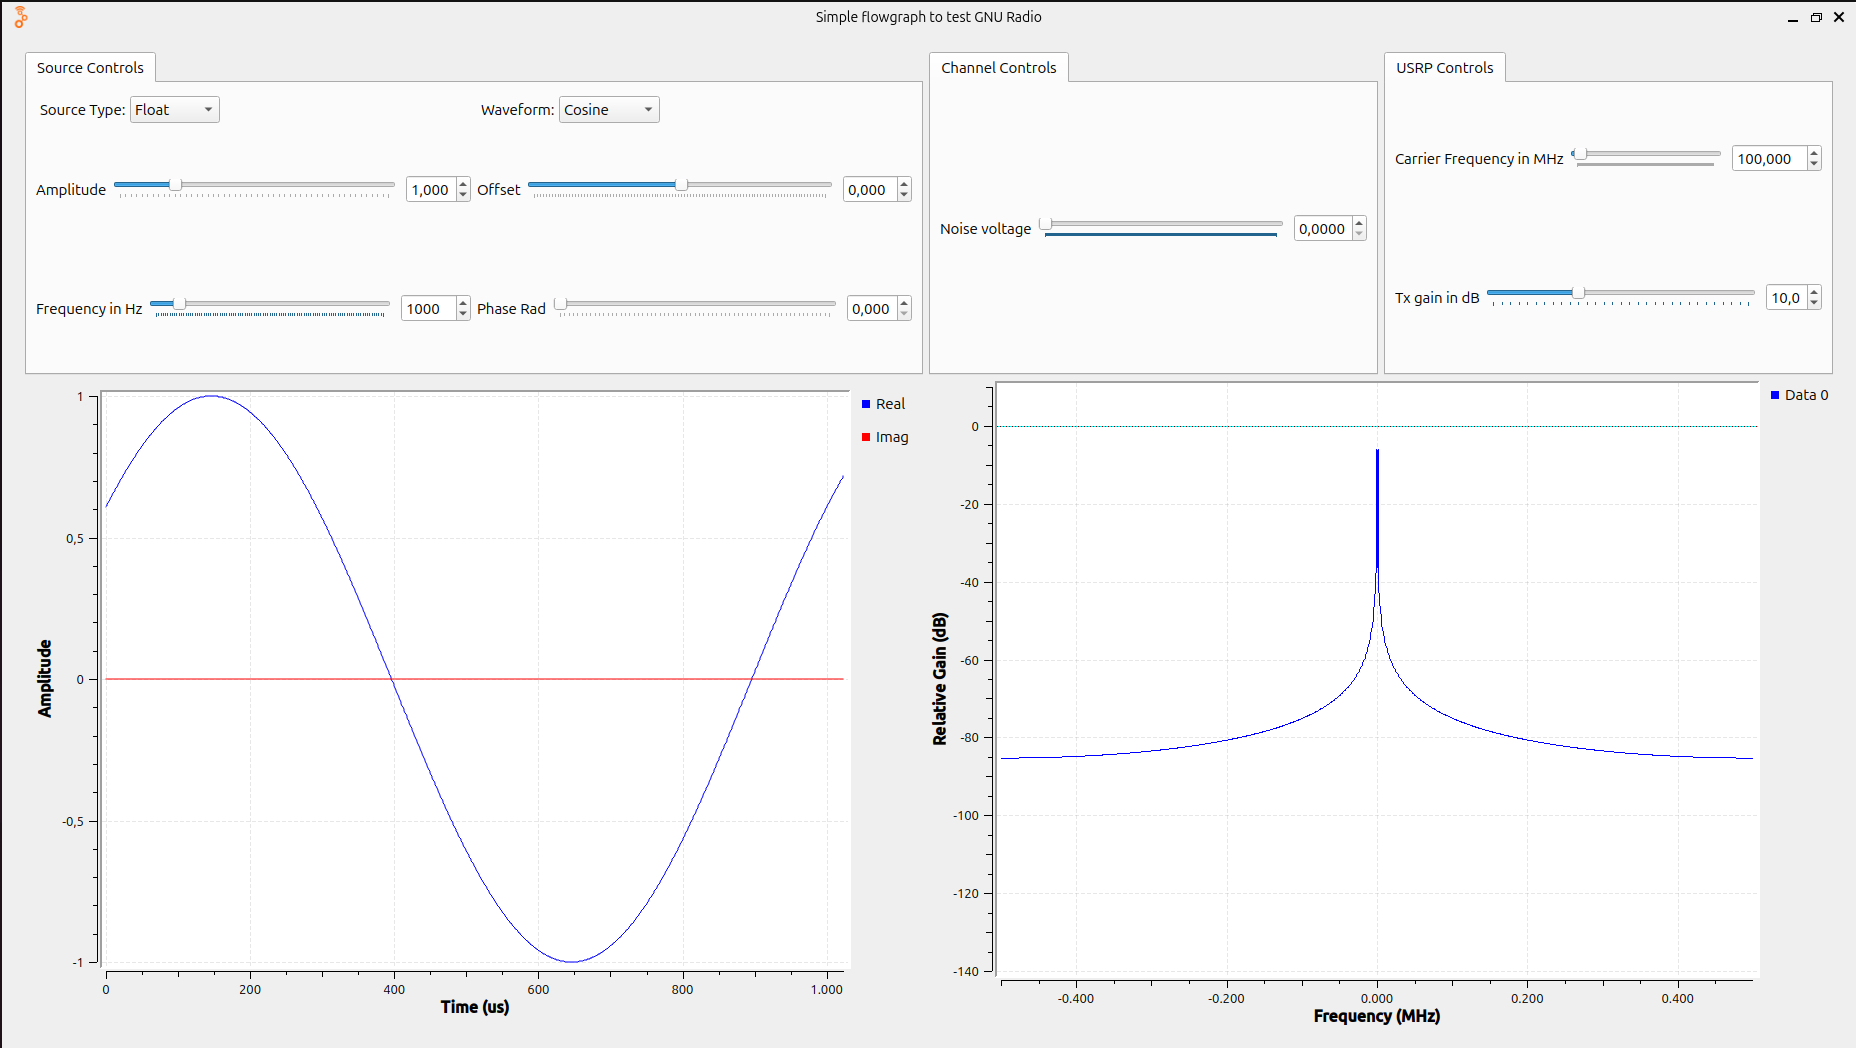 Simple flowgraph to test GNU Radio
Source Controls
Source Type: Float
Waveform: Cosine
Amplitude 1,000
Offset 0,000
Frequency in Hz 1000
Phase Rad 0,000
Channel Controls
Noise voltage 0,0000
USRP Controls
Carrier Frequency in MHz 100,000
Tx gain in dB 10,0
1
0,5
0
-0,5
-1
Amplitude
0 200 400 600 800 1.000
Time (us)
Real
Imag
0
-20
-40
-60
-80
-100
-120
-140
Relative Gain (dB)
-0.400 -0.200 0.000 0.200 0.400
Frequency (MHz)
Data 0